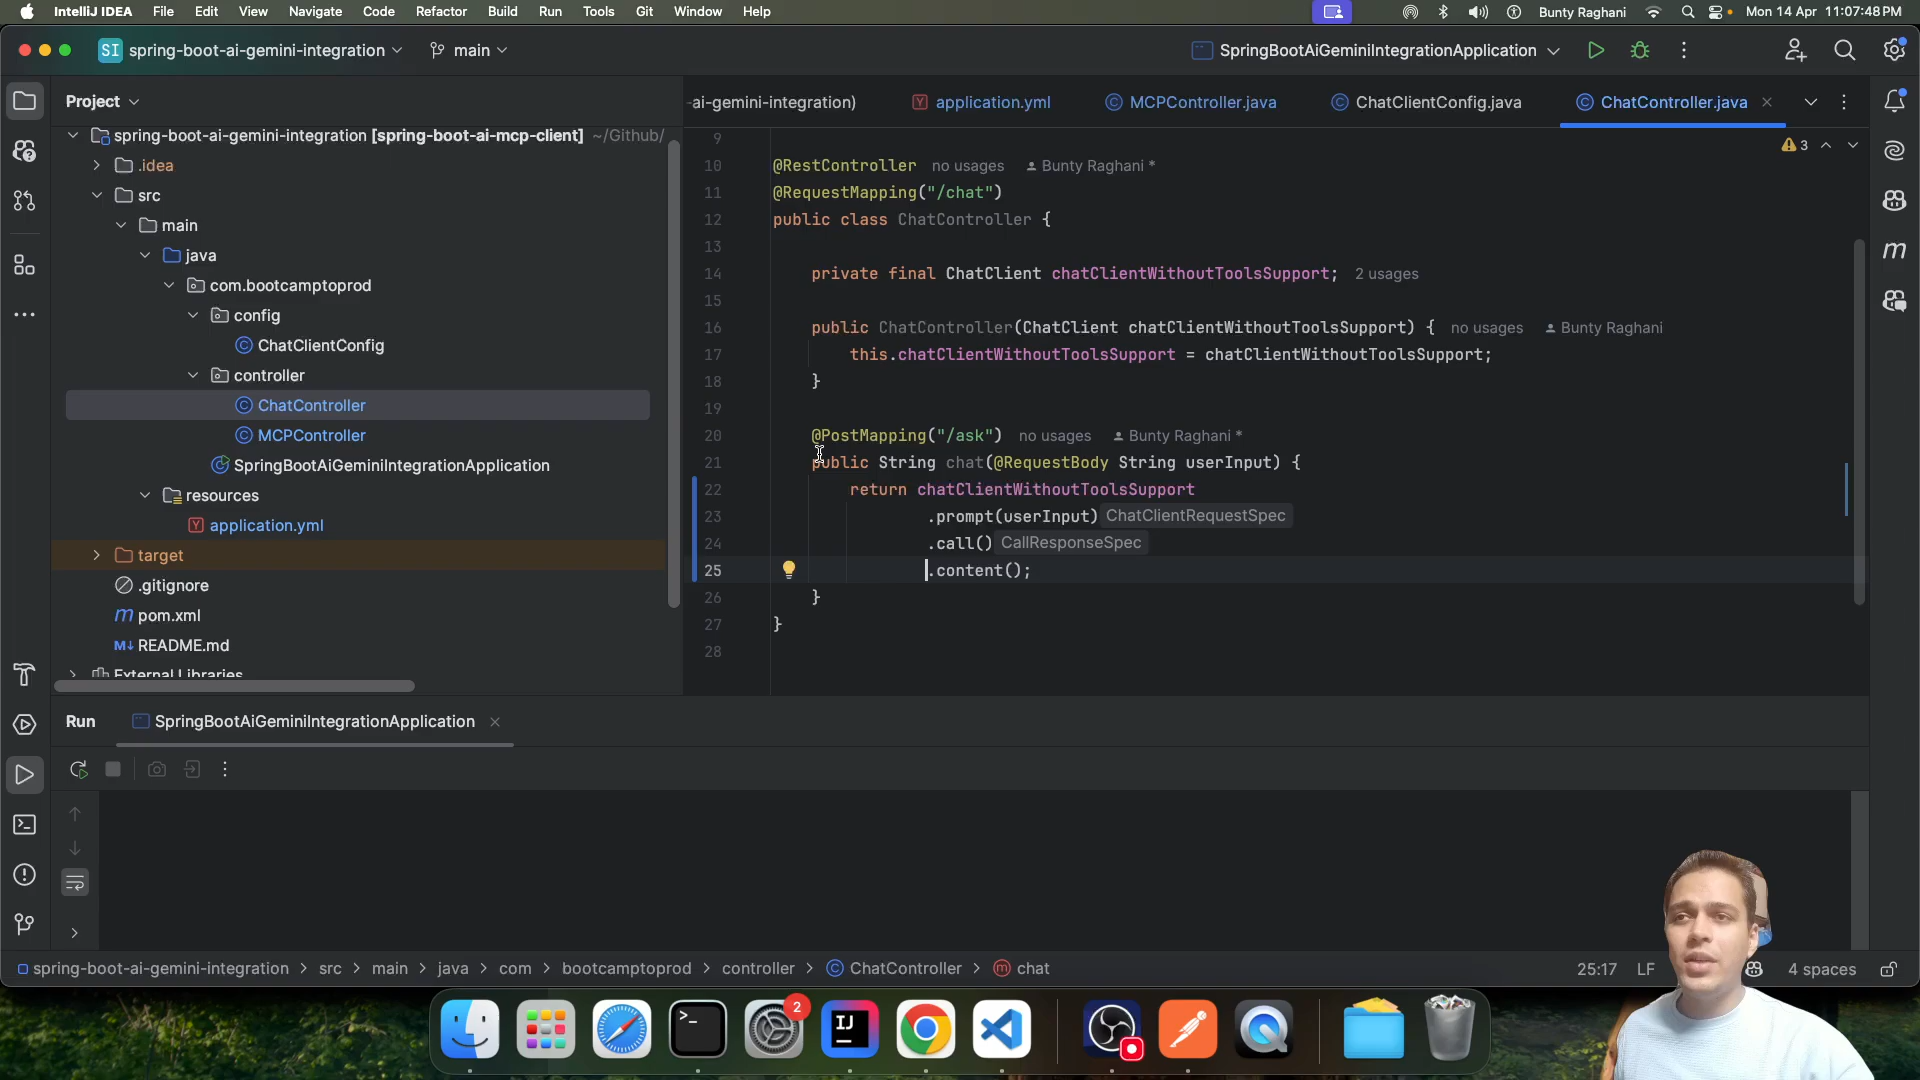 IntelliJ IDEA File Edit View Navigate Code Refactor Build Run Tools Git Window Help Bunty Raghani Mon 14 Apr 11:07:48 PM
SI spring-boot-ai-gemini-integration main SpringBootAiGeminiIntegrationApplication
Project
-ai-gemini-integration) application.yml MCPController.java ChatClientConfig.java ChatController.java
spring-boot-ai-gemini-integration [spring-boot-ai-mcp-client] ~/Github/
.idea
src
main
java
com.bootcamptoprod
config
ChatClientConfig
controller
ChatController
MCPController
SpringBootAiGeminiIntegrationApplication
resources
application.yml
target
.gitignore
pom.xml
README.md
External Libraries
3
9
10 @RestController no usages Bunty Raghani *
11 @RequestMapping("/chat")
12 public class ChatController {
13
14 private final ChatClient chatClientWithoutToolsSupport; 2 usages
15
16 public ChatController(ChatClient chatClientWithoutToolsSupport) { no usages Bunty Raghani
17 this.chatClientWithoutToolsSupport = chatClientWithoutToolsSupport;
18 }
19
20 @PostMapping("/ask") no usages Bunty Raghani *
21 public String chat(@RequestBody String userInput) {
22 return chatClientWithoutToolsSupport
23 .prompt(userInput) ChatClientRequestSpec
24 .call() CallResponseSpec
25 .content();
26 }
27 }
28
Run SpringBootAiGeminiIntegrationApplication
spring-boot-ai-gemini-integration > src > main > java > com > bootcamptoprod > controller > ChatController > chat 25:17 LF 4 spaces
2
IJ